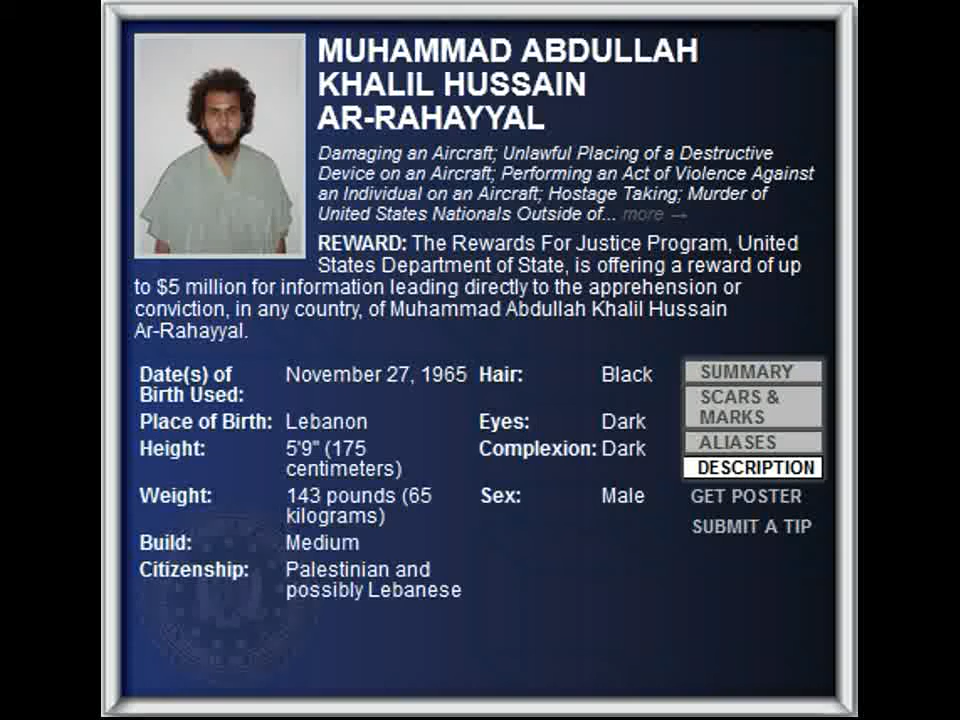 MUHAMMAD ABDULLAH
KHALIL HUSSAIN
AR-RAHAYYAL
Damaging an Aircraft; Unlawful Placing of a Destructive
Device on an Aircraft; Performing an Act of Violence Against
an Individual on an Aircraft; Hostage Taking; Murder of
United States Nationals Outside of... more →
REWARD: The Rewards For Justice Program, United
States Department of State, is offering a reward of up
to $5 million for information leading directly to the apprehension or
conviction, in any country, of Muhammad Abdullah Khalil Hussain
Ar-Rahayyal.
Date(s) of November 27, 1965 Hair: Black
Birth Used:
Place of Birth: Lebanon Eyes: Dark
Height: 5'9" (175 Complexion: Dark
centimeters)
Weight: 143 pounds (65 Sex: Male
kilograms)
Build: Medium
Citizenship: Palestinian and
possibly Lebanese
SUMMARY
SCARS &
MARKS
ALIASES
DESCRIPTION
GET POSTER
SUBMIT A TIP